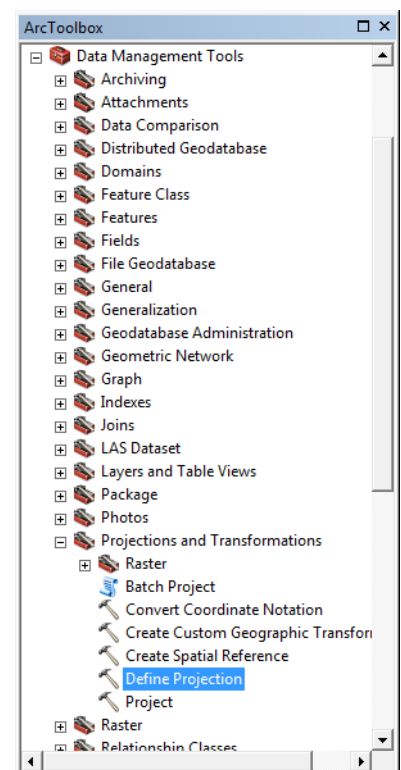 ArcToolbox
Data Management Tools
Archiving
Attachments
Data Comparison
Distributed Geodatabase
Domains
Feature Class
Features
Fields
File Geodatabase
General
Generalization
Geodatabase Administration
Geometric Network
Graph
Indexes
Joins
LAS Dataset
Layers and Table Views
Package
Photos
Projections and Transformations
Raster
Batch Project
Convert Coordinate Notation
Create Custom Geographic Transfor
Create Spatial Reference
Define Projection
Project
Raster
Relationship Classes